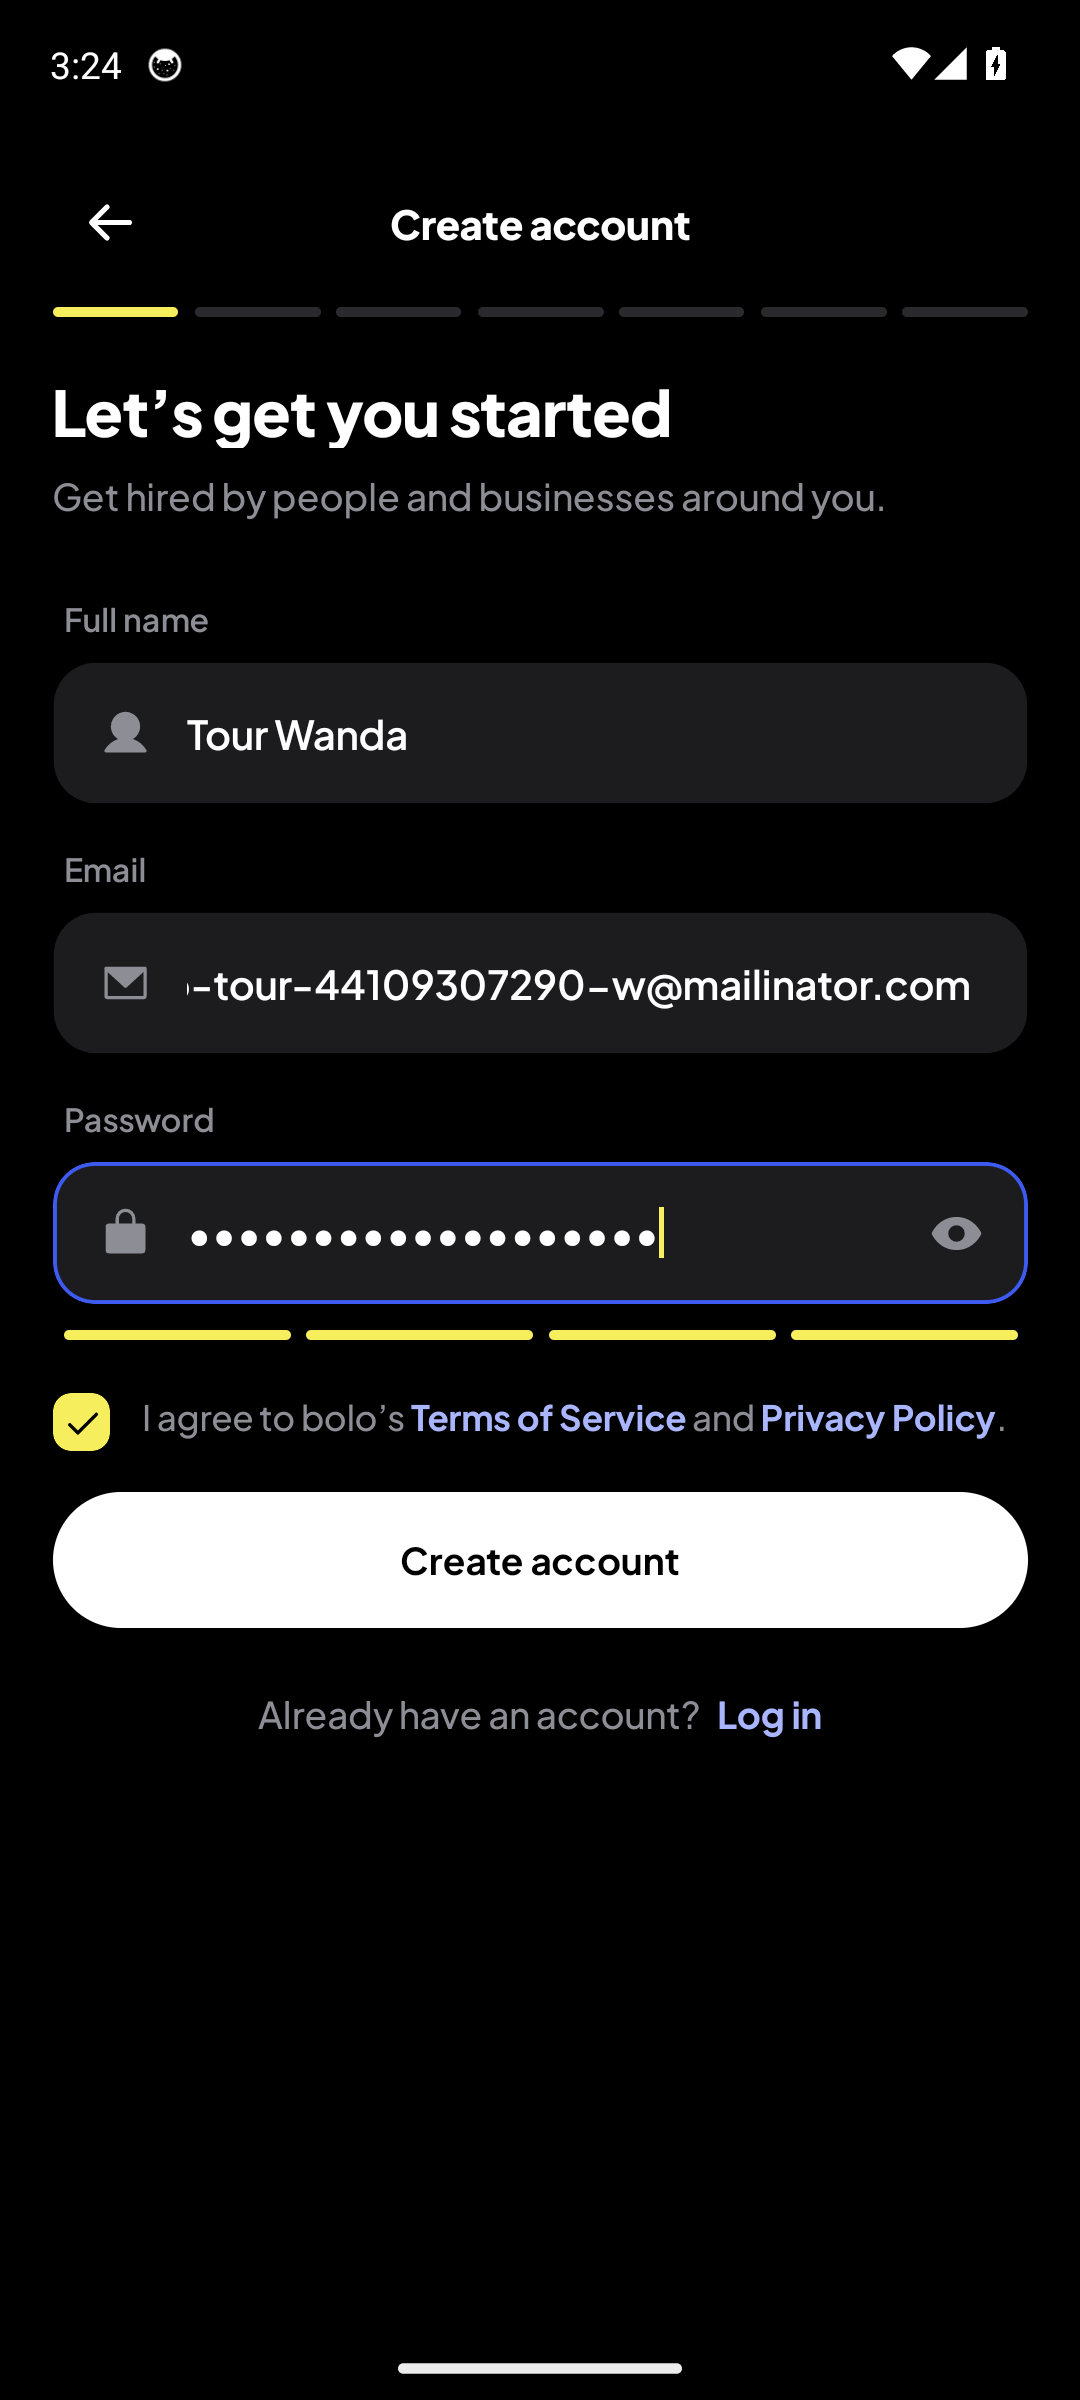 3:24
Create account
Let’s get you started
Get hired by people and businesses around you.
Full name
Tour Wanda
Email
-tour-44109307290-w@mailinator.com
Password
•••••••••••••••••••
I agree to bolo’s Terms of Service and Privacy Policy.
Create account
Already have an account? Log in